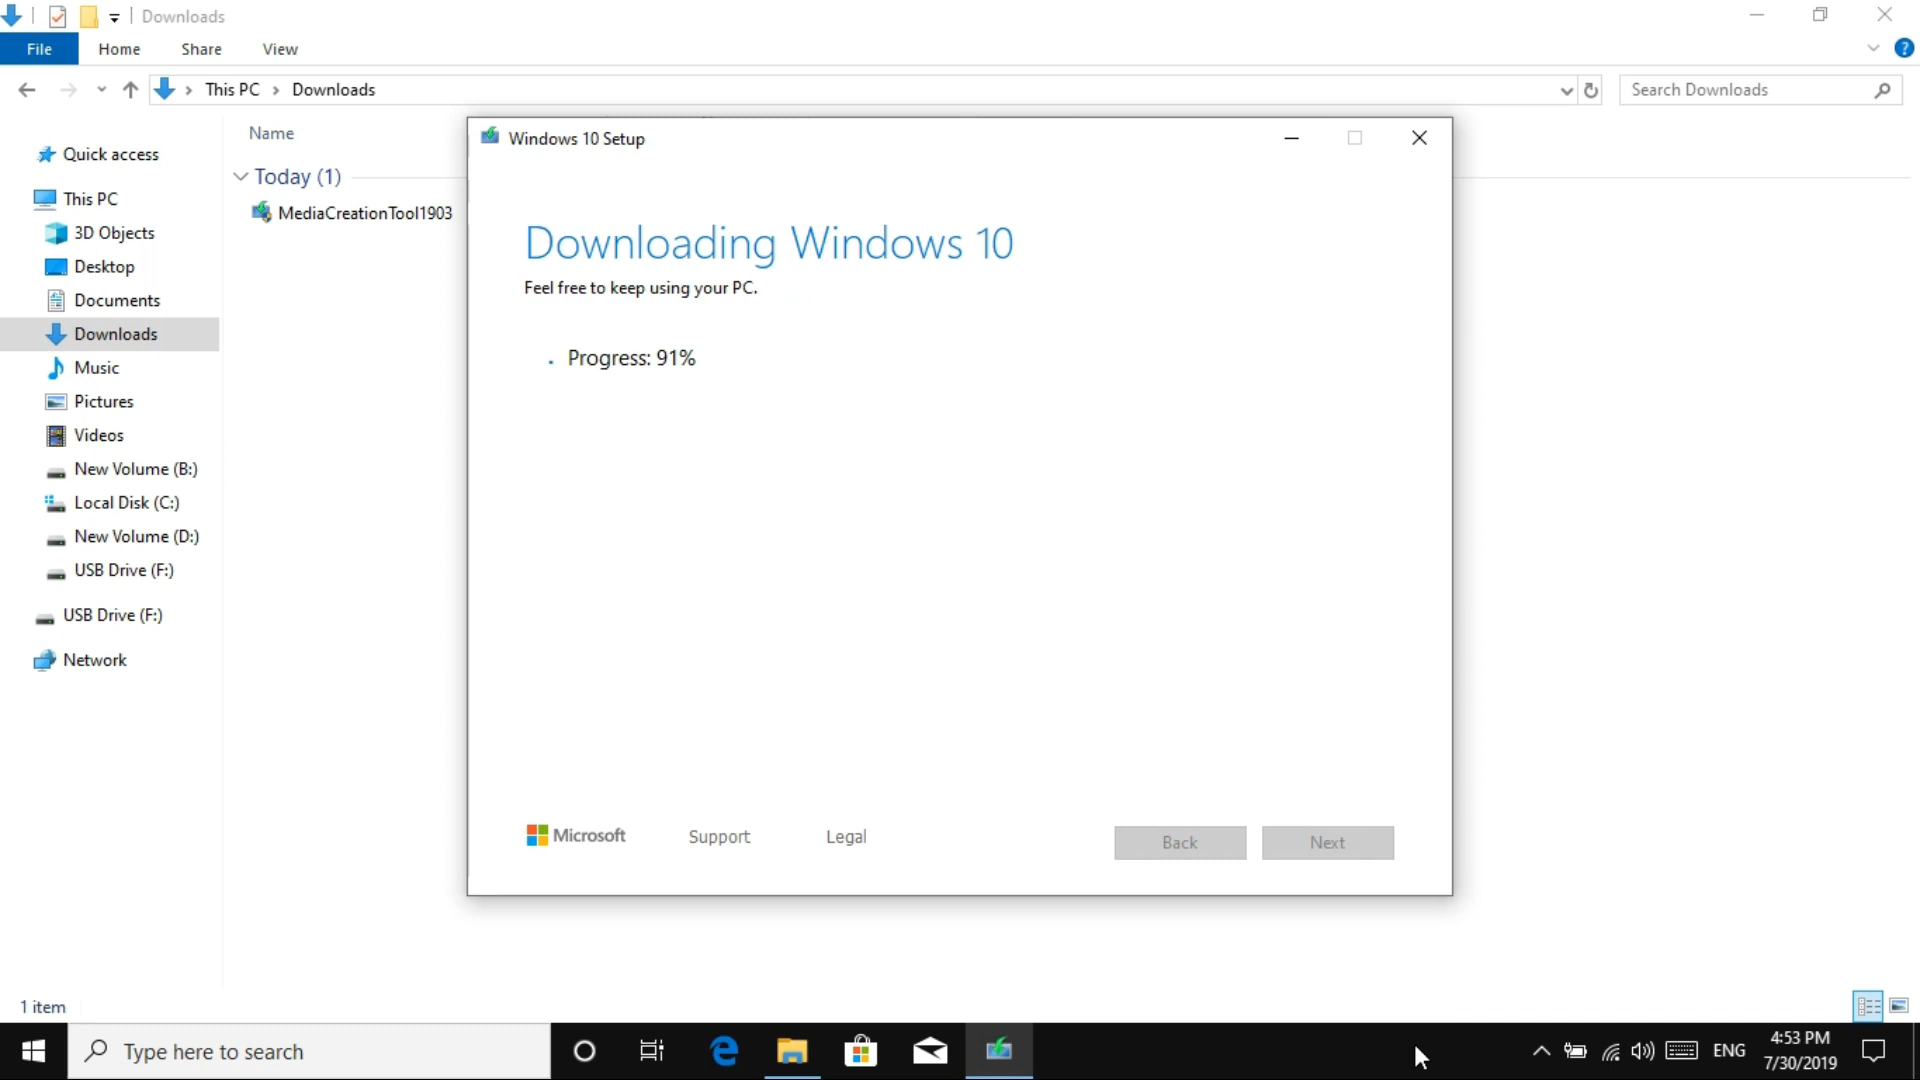 Downloads
File Home Share View
This PC Downloads
Search Downloads
Name
Today (1)
MediaCreationTool1903
Quick access
This PC
3D Objects
Desktop
Documents
Downloads
Music
Pictures
Videos
New Volume (B:)
Local Disk (C:)
New Volume (D:)
USB Drive (F:)
USB Drive (F:)
Network
Windows 10 Setup
Downloading Windows 10
Feel free to keep using your PC.
Progress: 91%
Microsoft Support Legal
Back Next
1 item
Type here to search
ENG
4:53 PM
7/30/2019